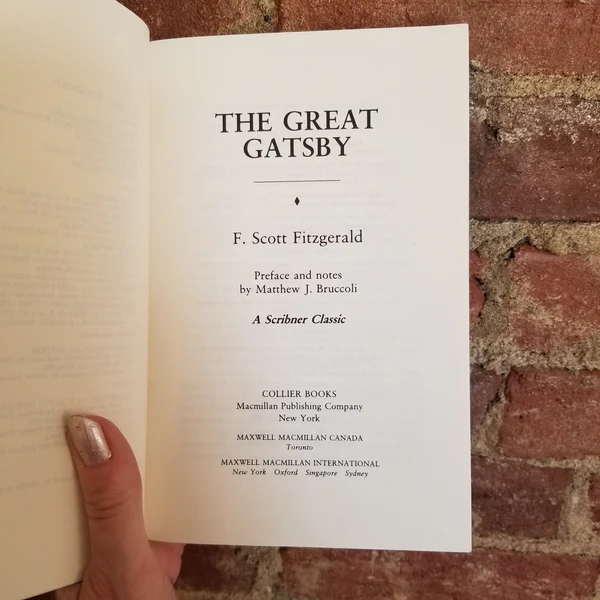 THE GREAT
GATSBY
F. Scott Fitzgerald
Preface and notes
by Matthew J. Bruccoli
A Scribner Classic
COLLIER BOOKS
Macmillan Publishing Company
New York
MAXWELL MACMILLAN CANADA
Toronto
MAXWELL MACMILLAN INTERNATIONAL
New York Oxford Singapore Sydney